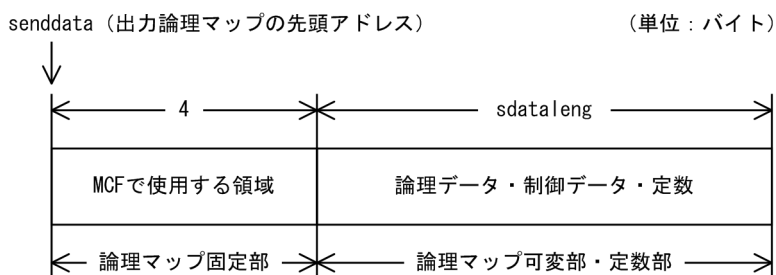 senddata（出力論理マップの先頭アドレス） （単位：バイト）
4 sdataleng
MCFで使用する領域 論理データ・制御データ・定数
論理マップ固定部 論理マップ可変部・定数部